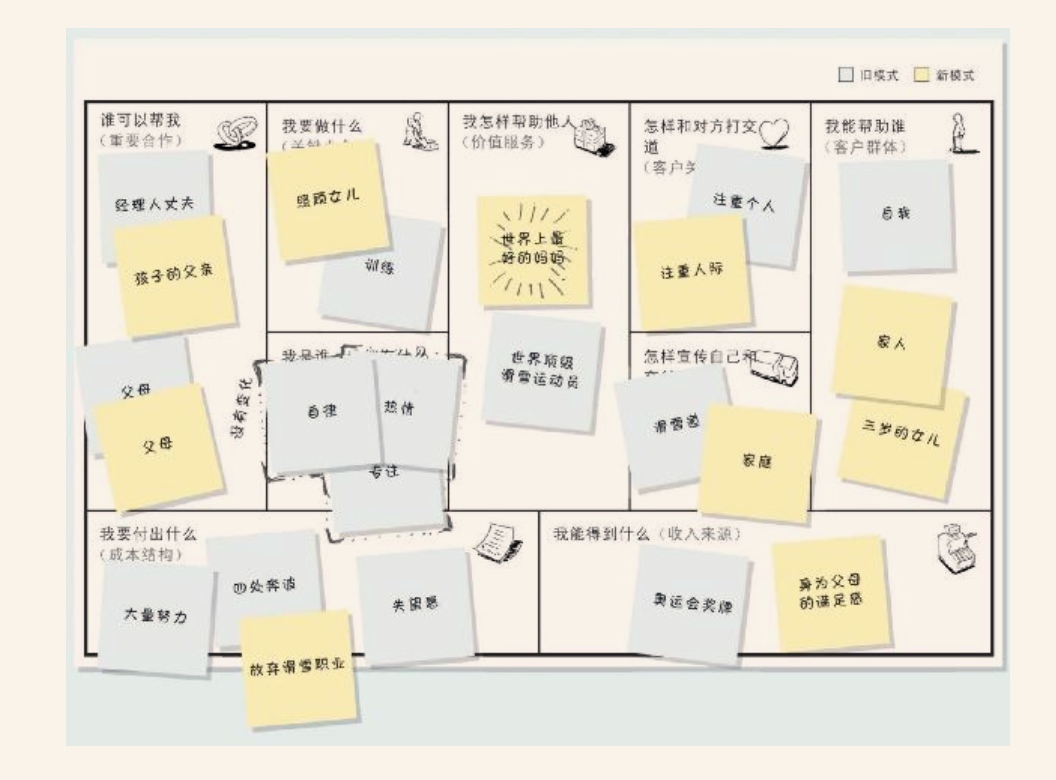 旧模式
新模式
谁可以帮我
（重要合作）
经理人丈夫
孩子的父亲
父母
父母
我要做什么
照顾女儿
训练
我是谁
没有变化
自律
热情
专注
我怎样帮助他人
（价值服务）
世界上最
好的妈妈
世界顶级
滑雪运动员
怎样和对方打交
道
（客户关
注重个人
注重人际
怎样宣传自己和
滑雪道
家庭
我能帮助谁
（客户群体）
自我
家人
三岁的女儿
我要付出什么
（成本结构）
大量努力
四处奔波
放弃滑雪职业
失望感
我能得到什么（收入来源）
奥运会奖牌
身为父母
的满足感